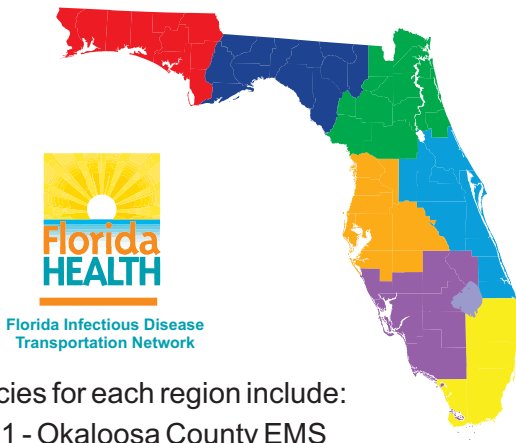 Florida
HEALTH
Florida Infectious Disease
Transportation Network
cies for each region include:
1 - Okaloosa County EMS